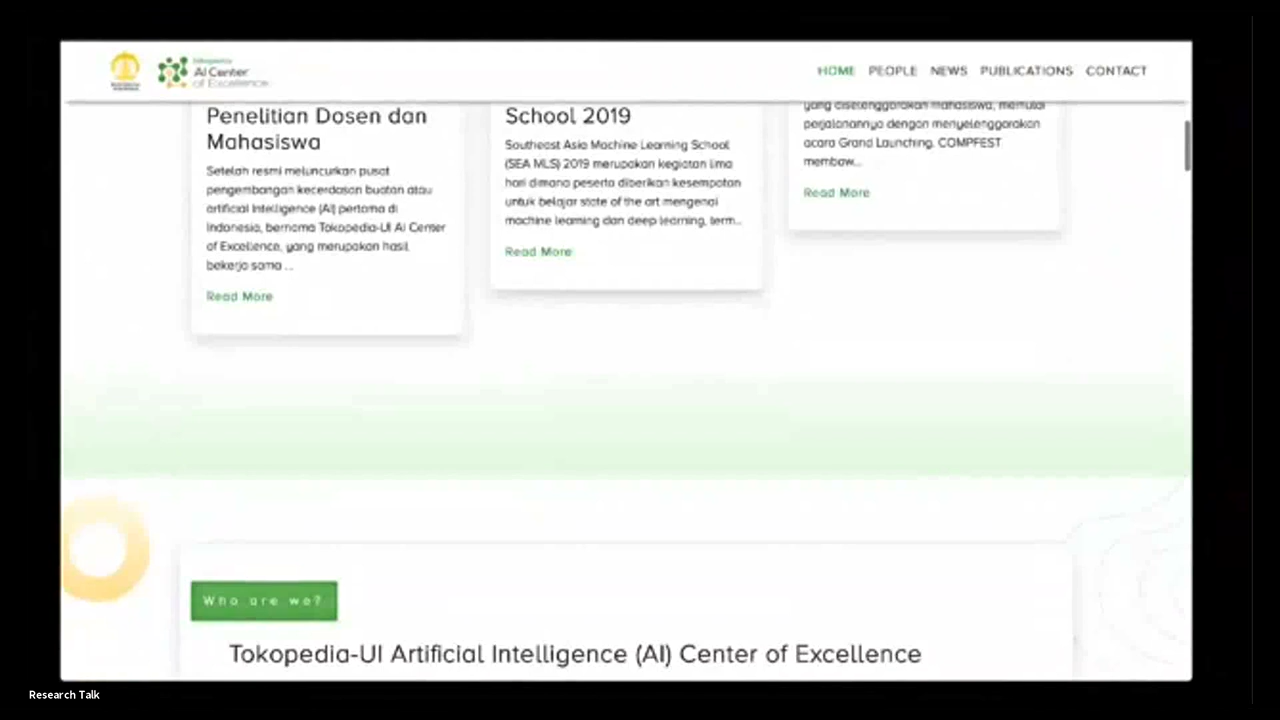 tokopedia
AI Center
of Excellence
HOME PEOPLE NEWS PUBLICATIONS CONTACT
Penelitian Dosen dan
Mahasiswa
Setelah resmi meluncurkan pusat
pengembangan kecerdasan buatan atau
artificial intelligence (AI) pertama di
Indonesia, bernama Tokopedia-UI AI Center
of Excellence, yang merupakan hasil
bekerja sama ...
Read More
School 2019
Southeast Asia Machine Learning School
(SEA MLS) 2019 merupakan kegiatan lima
hari dimana peserta diberikan kesempatan
untuk belajar state of the art mengenai
machine learning dan deep learning, term...
Read More
yang diselenggarakan mahasiswa, memulai
perjalanannya dengan menyelenggarakan
acara Grand Launching. COMPFEST
membaw...
Read More
Who are we?
Tokopedia-UI Artificial Intelligence (AI) Center of Excellence
Research Talk